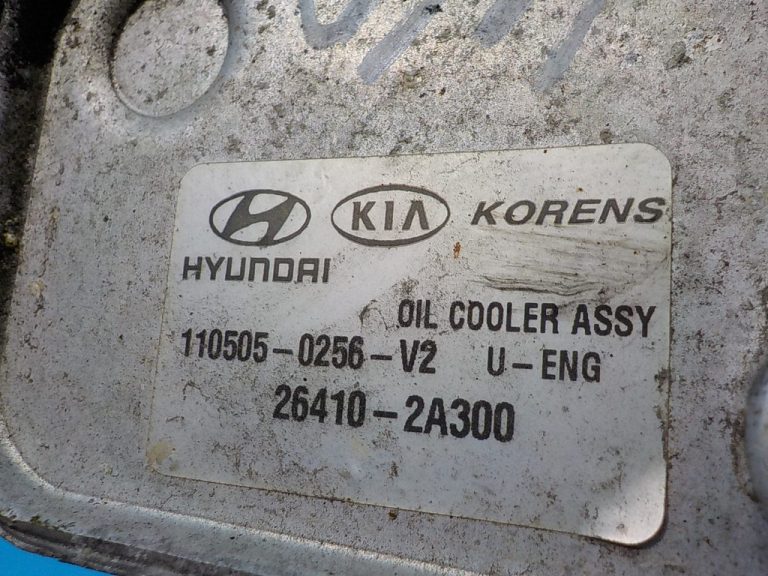 KIA KORENS
HYUNDAI
OIL COOLER ASSY
110505-0256-V2 U-ENG
26410-2A300